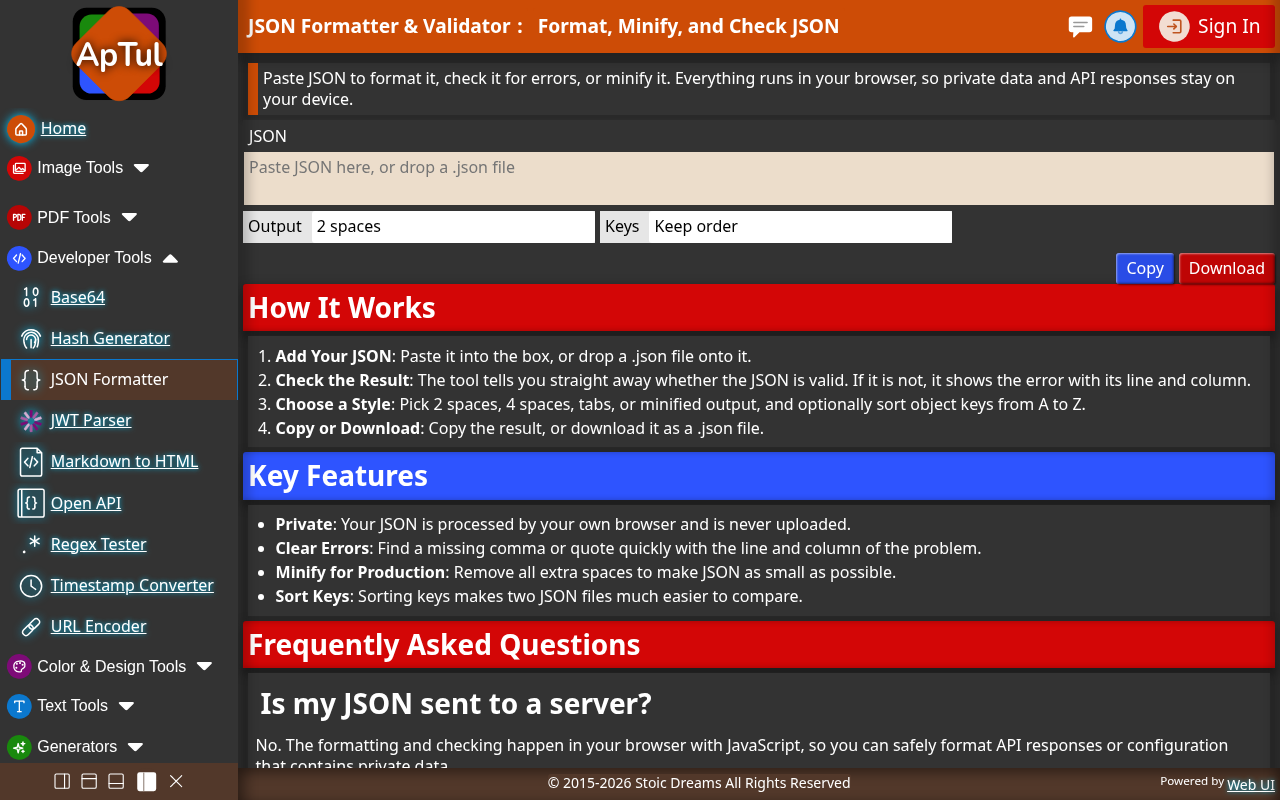 ApTul
Home
Image Tools
PDF
PDF Tools
Developer Tools
Base64
Hash Generator
JSON Formatter
JWT Parser
Markdown to HTML
Open API
Regex Tester
Timestamp Converter
URL Encoder
Color & Design Tools
Text Tools
Generators
JSON Formatter & Validator : Format, Minify, and Check JSON
Sign In
Paste JSON to format it, check it for errors, or minify it. Everything runs in your browser, so private data and API responses stay on
your device.
JSON
Paste JSON here, or drop a .json file
Output 2 spaces Keys Keep order
Copy Download
How It Works
1. Add Your JSON: Paste it into the box, or drop a .json file onto it.
2. Check the Result: The tool tells you straight away whether the JSON is valid. If it is not, it shows the error with its line and column.
3. Choose a Style: Pick 2 spaces, 4 spaces, tabs, or minified output, and optionally sort object keys from A to Z.
4. Copy or Download: Copy the result, or download it as a .json file.
Key Features
• Private: Your JSON is processed by your own browser and is never uploaded.
• Clear Errors: Find a missing comma or quote quickly with the line and column of the problem.
• Minify for Production: Remove all extra spaces to make JSON as small as possible.
• Sort Keys: Sorting keys makes two JSON files much easier to compare.
Frequently Asked Questions
Is my JSON sent to a server?
No. The formatting and checking happen in your browser with JavaScript, so you can safely format API responses or configuration
that contains private data.
© 2015-2026 Stoic Dreams All Rights Reserved
Powered by Web UI